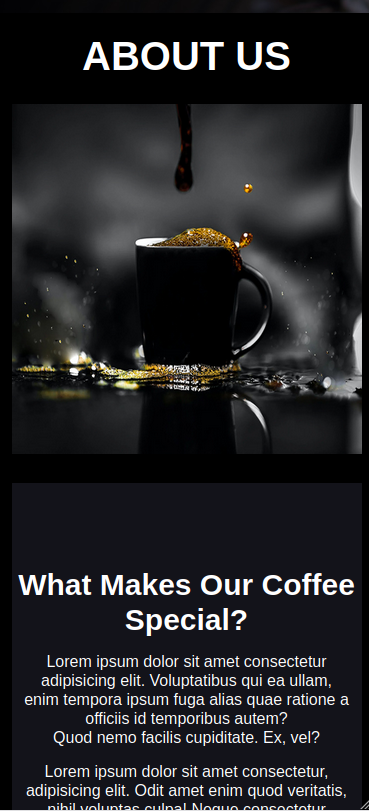 ABOUT US
What Makes Our Coffee
Special?
Lorem ipsum dolor sit amet consectetur
adipisicing elit. Voluptatibus qui ea ullam,
enim tempora ipsum fuga alias quae ratione a
officiis id temporibus autem?
Quod nemo facilis cupiditate. Ex, vel?
Lorem ipsum dolor sit amet consectetur,
adipisicing elit. Odit amet enim quod veritatis,
nihil voluptas culpa! Neque consectetur